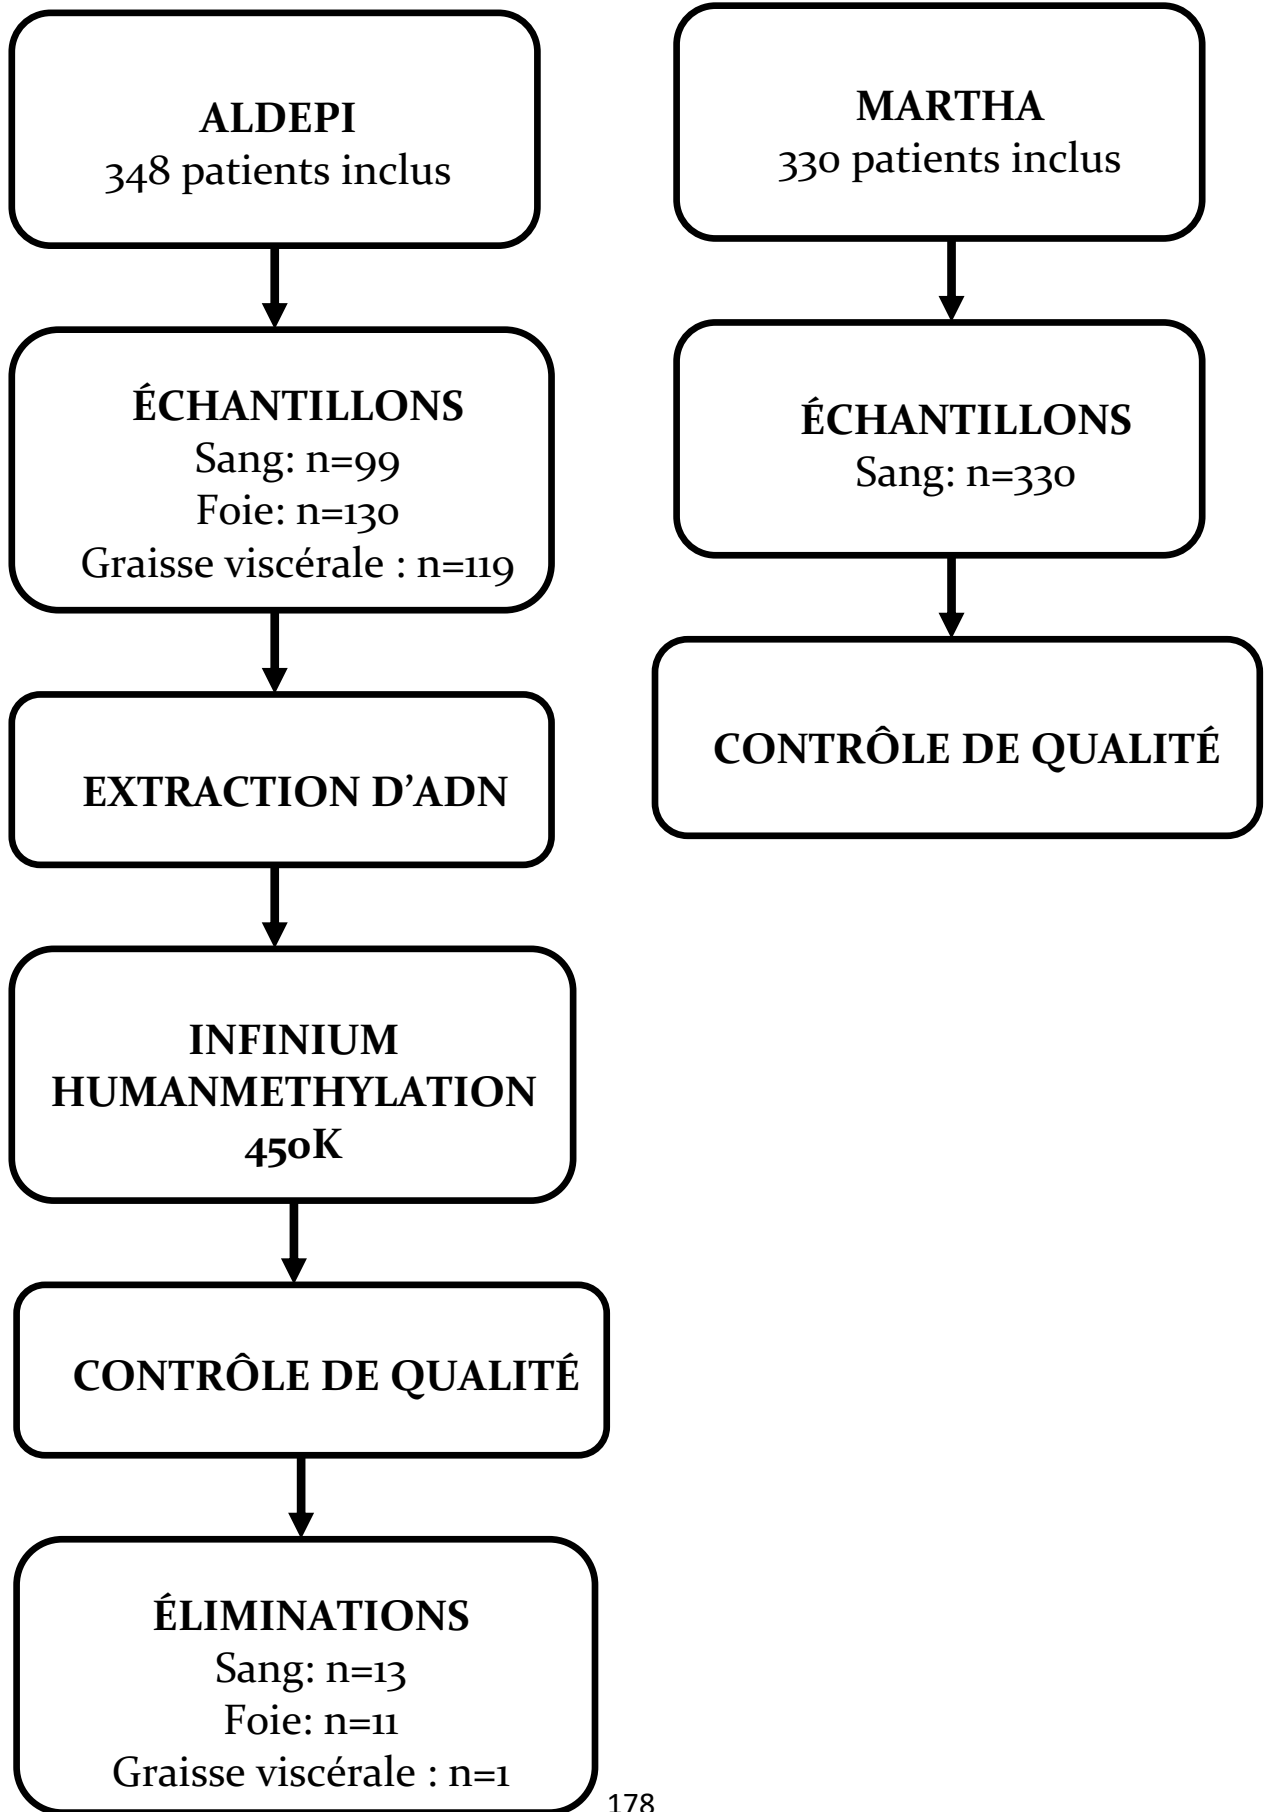 ALDEPI
348 patients inclus
ÉCHANTILLONS
Sang: n=99
Foie: n=130
Graisse viscérale : n=119
EXTRACTION D’ADN
INFINIUM
HUMANMETHYLATION
450K
CONTRÔLE DE QUALITÉ
ÉLIMINATIONS
Sang: n=13
Foie: n=11
Graisse viscérale : n=1
MARTHA
330 patients inclus
ÉCHANTILLONS
Sang: n=330
CONTRÔLE DE QUALITÉ
178